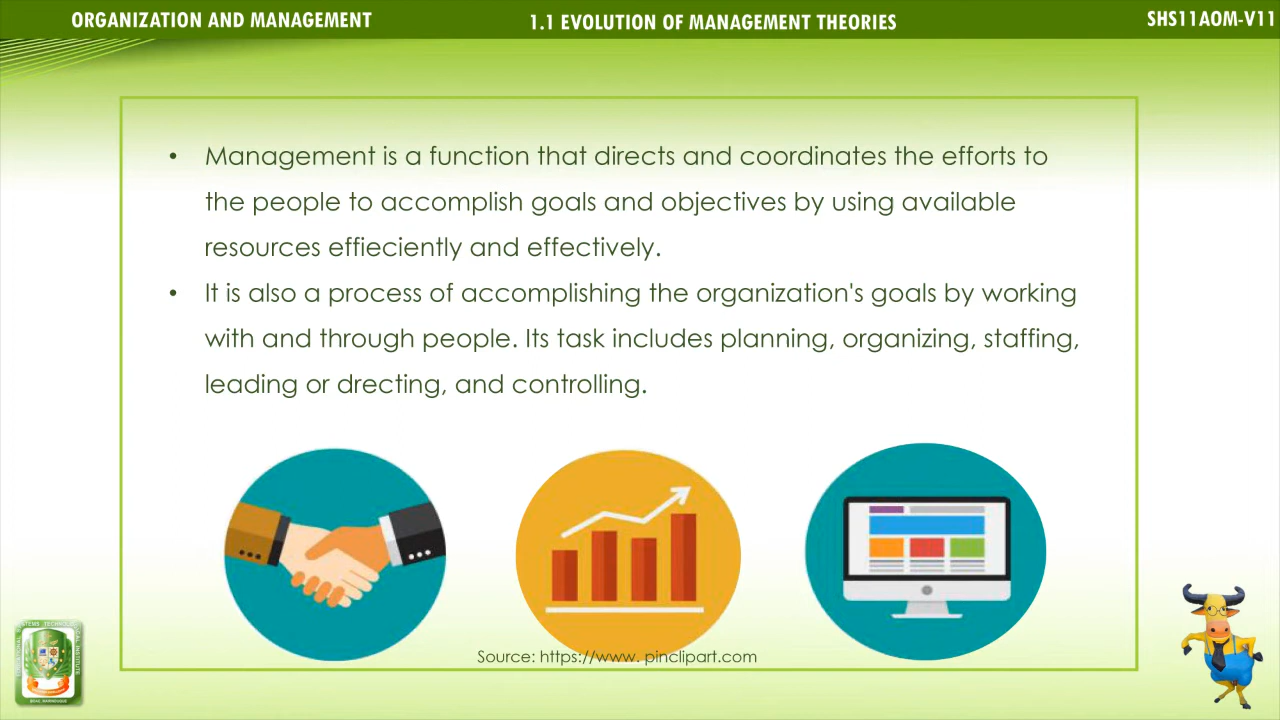 ORGANIZATION AND MANAGEMENT
1.1 EVOLUTION OF MANAGEMENT THEORIES
SHS11AOM-V11
• Management is a function that directs and coordinates the efforts to
the people to accomplish goals and objectives by using available
resources effieciently and effectively.
• It is also a process of accomplishing the organization's goals by working
with and through people. Its task includes planning, organizing, staffing,
leading or drecting, and controlling.
Source: https://www. pinclipart.com